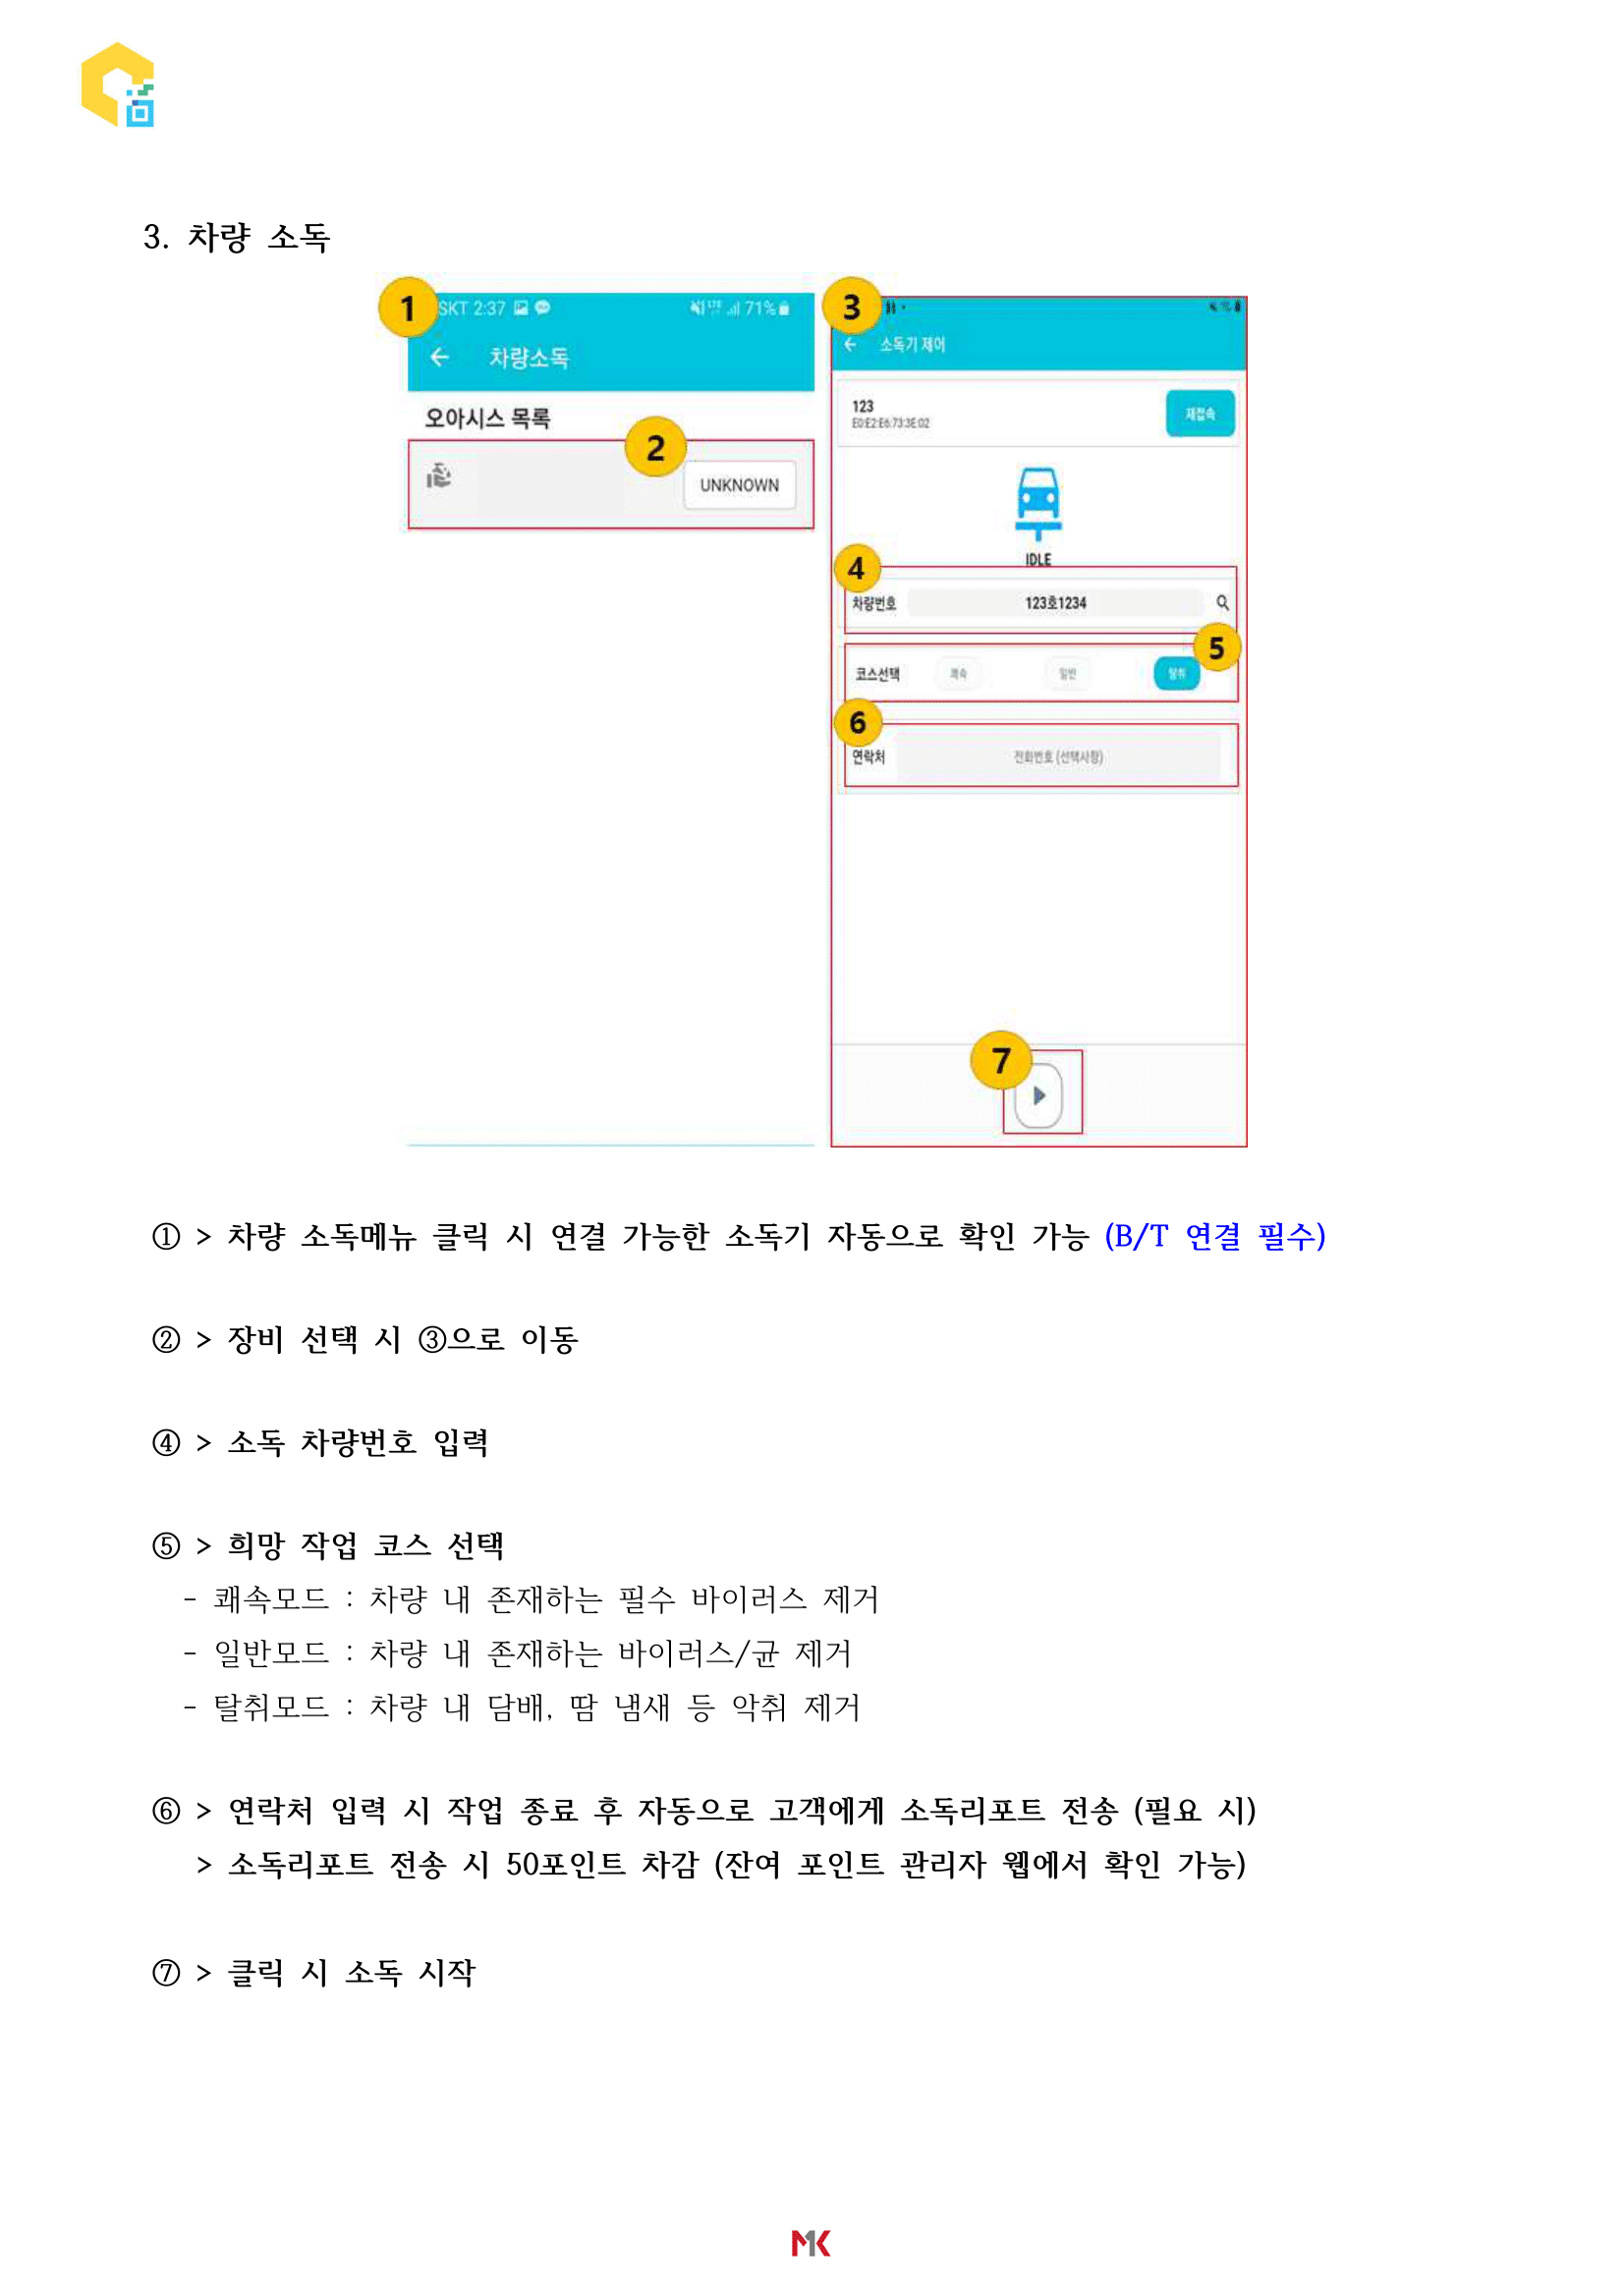 3. 차량 소독
1
SKT 2:37
71%
차량소독
오아시스 목록
2
UNKNOWN
3
소독기 제어
123
E0:E2:E6:73:3E:02
재접속
IDLE
4
차량번호 123호1234
5
코스선택 쾌속 일반 탈취
6
연락처 전화번호 (선택사항)
7
① > 차량 소독메뉴 클릭 시 연결 가능한 소독기 자동으로 확인 가능 (B/T 연결 필수)
② > 장비 선택 시 ③으로 이동
④ > 소독 차량번호 입력
⑤ > 희망 작업 코스 선택
- 쾌속모드 : 차량 내 존재하는 필수 바이러스 제거
- 일반모드 : 차량 내 존재하는 바이러스/균 제거
- 탈취모드 : 차량 내 담배, 땀 냄새 등 악취 제거
⑥ > 연락처 입력 시 작업 종료 후 자동으로 고객에게 소독리포트 전송 (필요 시)
> 소독리포트 전송 시 50포인트 차감 (잔여 포인트 관리자 웹에서 확인 가능)
⑦ > 클릭 시 소독 시작
MK